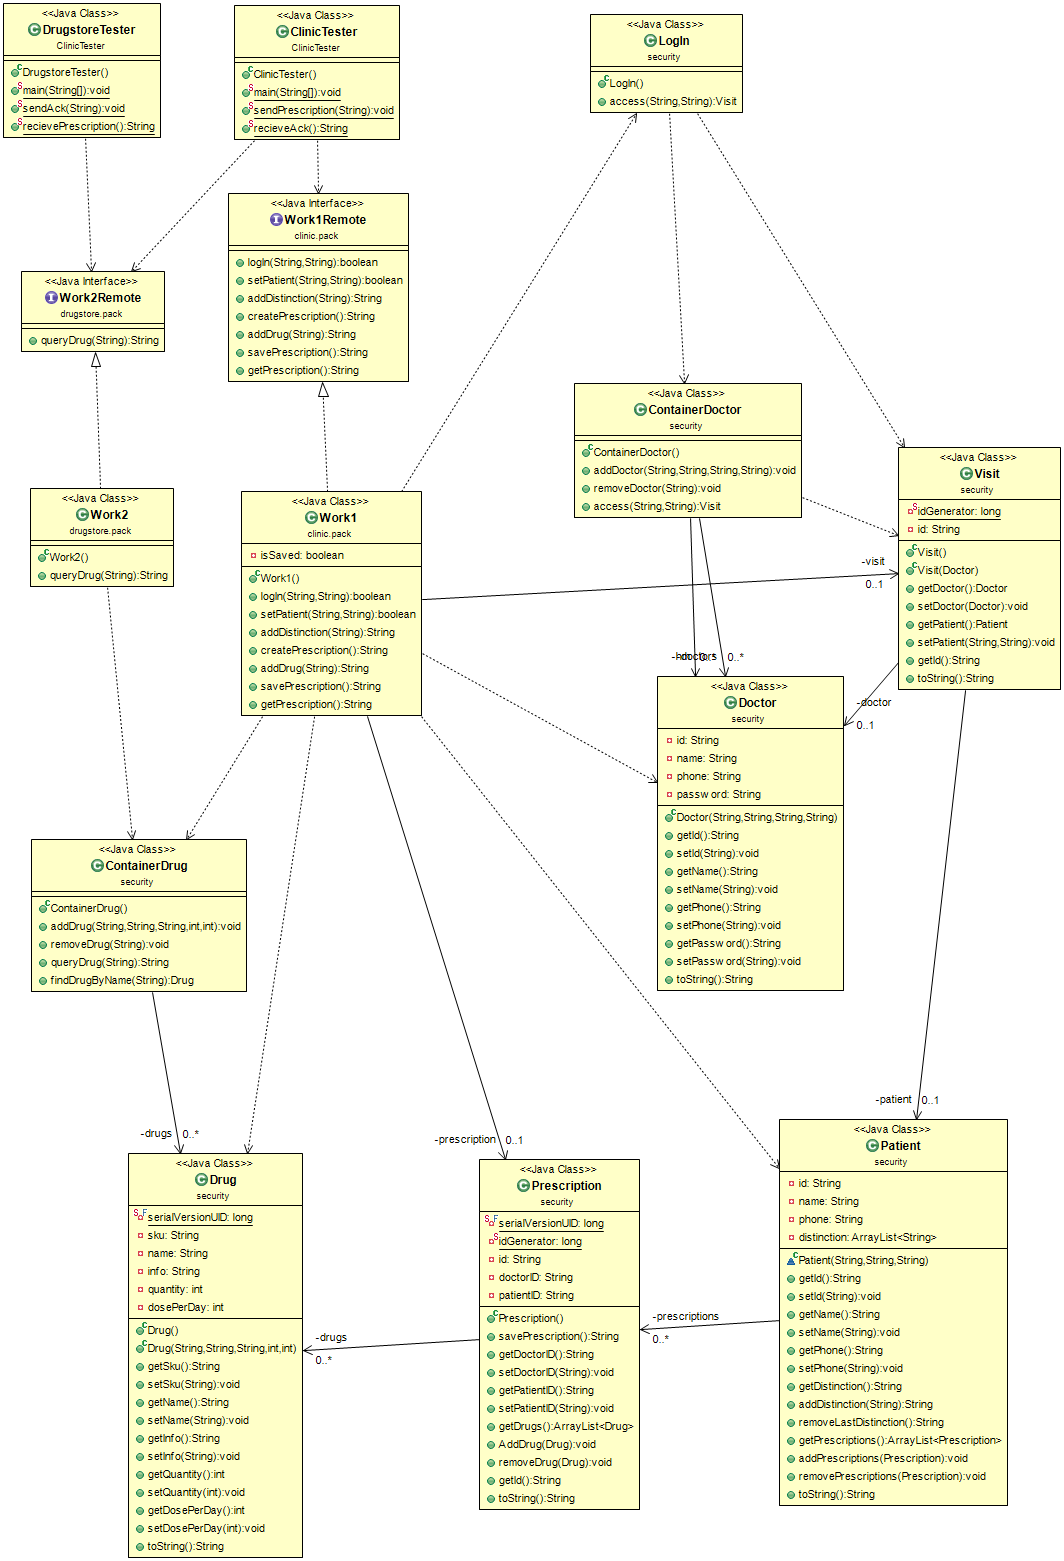 <<Java Class>>
DrugstoreTester
ClinicTester
DrugstoreTester()
main(String[]):void
sendAck(String):void
recievePrescription():String
<<Java Class>>
ClinicTester
ClinicTester
ClinicTester()
main(String[]):void
sendPrescription(String):void
recieveAck():String
<<Java Class>>
LogIn
security
LogIn()
access(String,String):Visit
<<Java Interface>>
Work1Remote
clinic.pack
logIn(String,String):boolean
setPatient(String,String):boolean
addDistinction(String):String
createPrescription():String
addDrug(String):String
savePrescription():String
getPrescription():String
<<Java Interface>>
Work2Remote
drugstore.pack
queryDrug(String):String
<<Java Class>>
ContainerDoctor
security
ContainerDoctor()
addDoctor(String,String,String,String):void
removeDoctor(String):void
access(String,String):Visit
<<Java Class>>
Visit
security
idGenerator: long
id: String
Visit()
Visit(Doctor)
getDoctor():Doctor
setDoctor(Doctor):void
getPatient():Patient
setPatient(String,String):void
getId():String
toString():String
<<Java Class>>
Work2
drugstore.pack
Work2()
queryDrug(String):String
<<Java Class>>
Work1
clinic.pack
isSaved: boolean
Work1()
logIn(String,String):boolean
setPatient(String,String):boolean
addDistinction(String):String
createPrescription():String
addDrug(String):String
savePrescription():String
getPrescription():String
-visit
0..1
0..*
-doctor
0..1
<<Java Class>>
Doctor
security
id: String
name: String
phone: String
password: String
Doctor(String,String,String,String)
getId():String
setId(String):void
getName():String
setName(String):void
getPhone():String
setPhone(String):void
getPassword():String
setPassword(String):void
toString():String
<<Java Class>>
ContainerDrug
security
ContainerDrug()
addDrug(String,String,String,int,int):void
removeDrug(String):void
queryDrug(String):String
findDrugByName(String):Drug
-drugs 0..*
-prescription 0..1
-patient 0..1
<<Java Class>>
Drug
security
serialVersionUID: long
sku: String
name: String
info: String
quantity: int
dosePerDay: int
Drug()
Drug(String,String,String,int,int)
getSku():String
setSku(String):void
getName():String
setName(String):void
getInfo():String
setInfo(String):void
getQuantity():int
setQuantity(int):void
getDosePerDay():int
setDosePerDay(int):void
toString():String
-drugs
0..*
<<Java Class>>
Prescription
security
serialVersionUID: long
idGenerator: long
id: String
doctorID: String
patientID: String
Prescription()
savePrescription():String
getDoctorID():String
setDoctorID(String):void
getPatientID():String
setPatientID(String):void
getDrugs():ArrayList<Drug>
AddDrug(Drug):void
removeDrug(Drug):void
getId():String
toString():String
-prescriptions
0..*
<<Java Class>>
Patient
security
id: String
name: String
phone: String
distinction: ArrayList<String>
Patient(String,String,String)
getId():String
setId(String):void
getName():String
setName(String):void
getPhone():String
setPhone(String):void
getDistinction():String
addDistinction(String):String
removeLastDistinction():String
getPrescriptions():ArrayList<Prescription>
addPrescriptions(Prescription):void
removePrescriptions(Prescription):void
toString():String